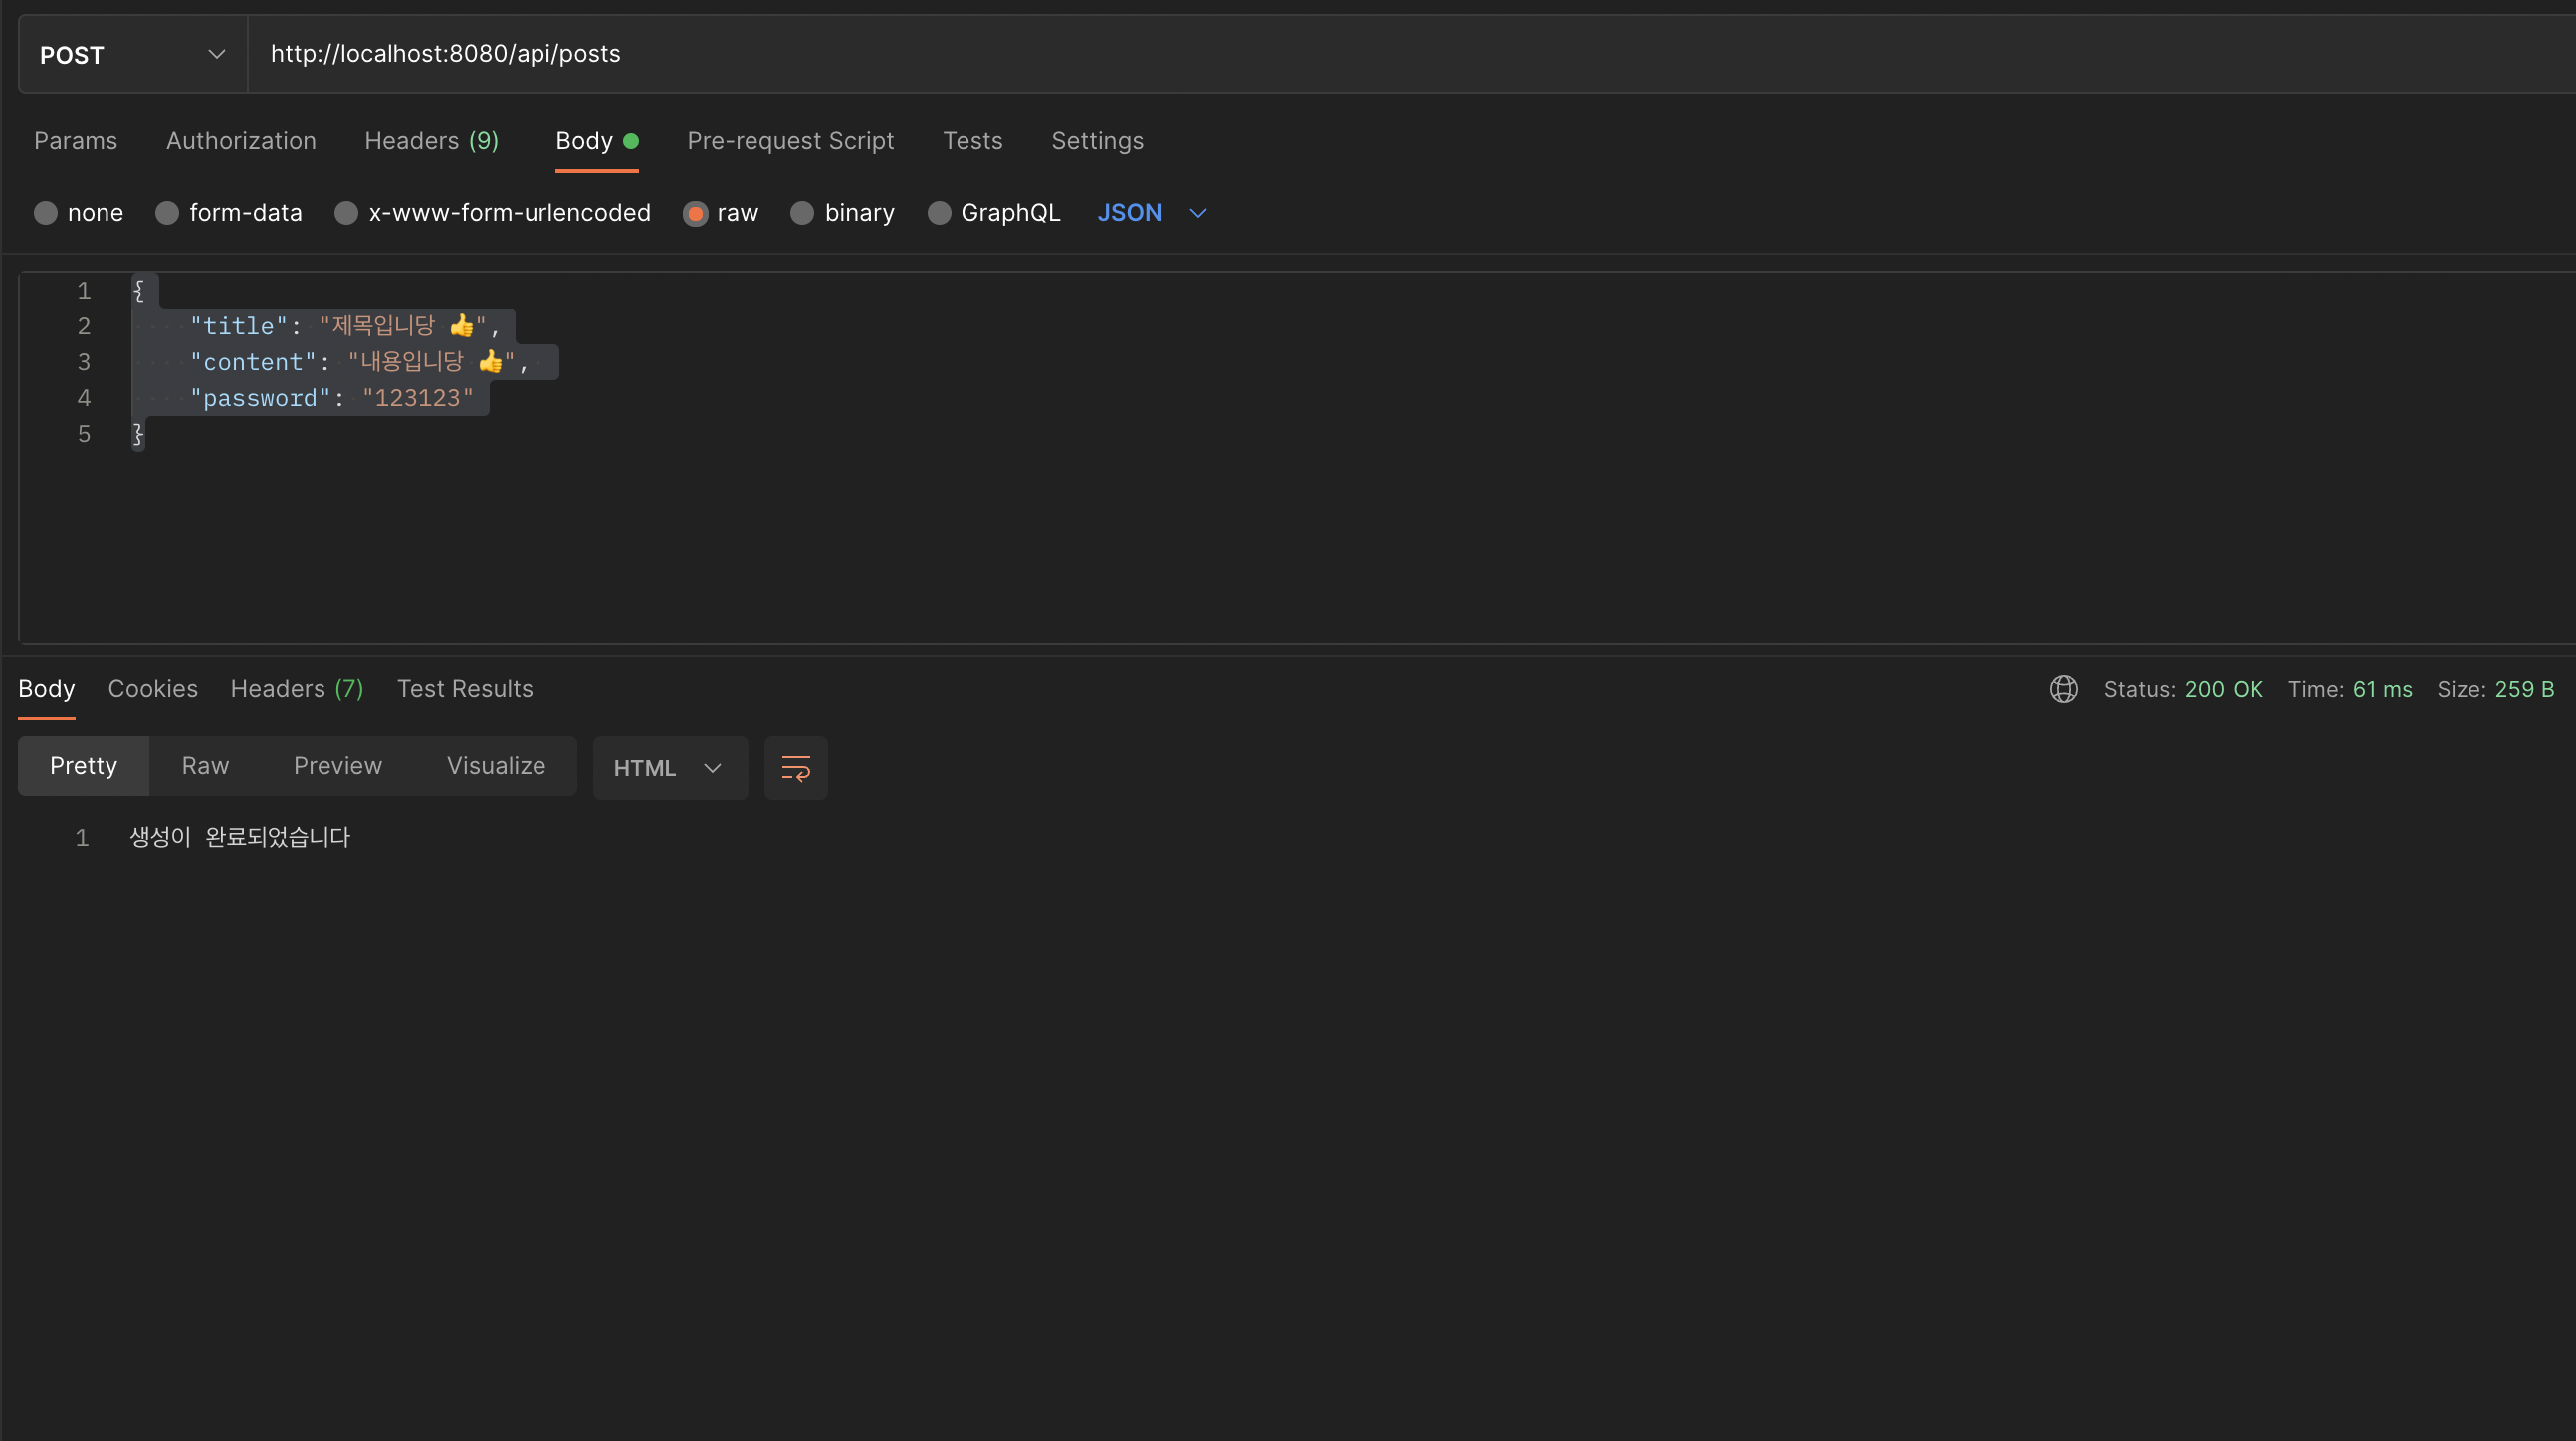 POST http://localhost:8080/api/posts
Params Authorization Headers (9) Body Pre-request Script Tests Settings
none form-data x-www-form-urlencoded raw binary GraphQL JSON
1 {
2 "title": "제목입니당 👍",
3 "content": "내용입니당 👍",
4 "password": "123123"
5 }
Body Cookies Headers (7) Test Results Status: 200 OK Time: 61 ms Size: 259 B
Pretty Raw Preview Visualize HTML
1 생성이 완료되었습니다